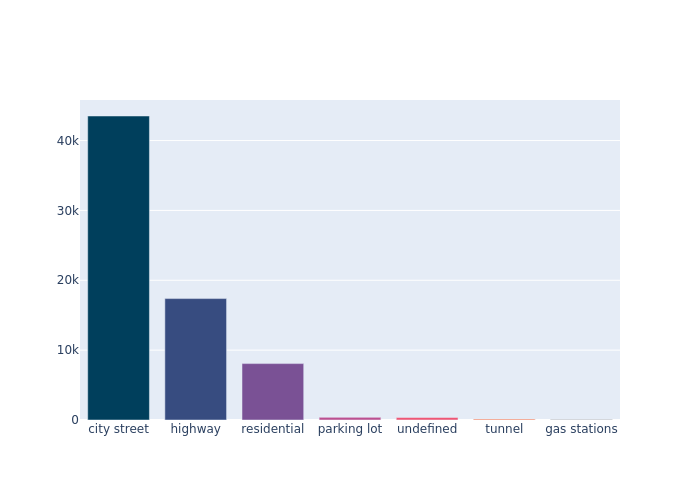 40k
30k
20k
10k
0
city street highway residential parking lot undefined tunnel gas stations